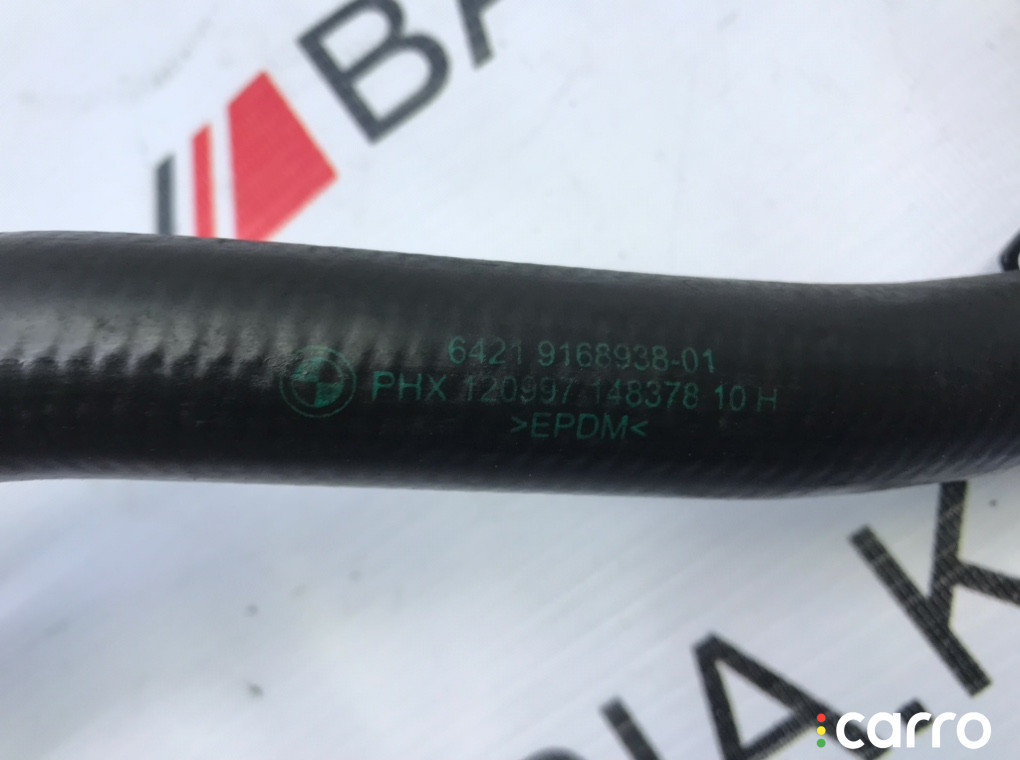 6421 9168938-01
PHX 120997 148378 10 H
>EPDM<
carro